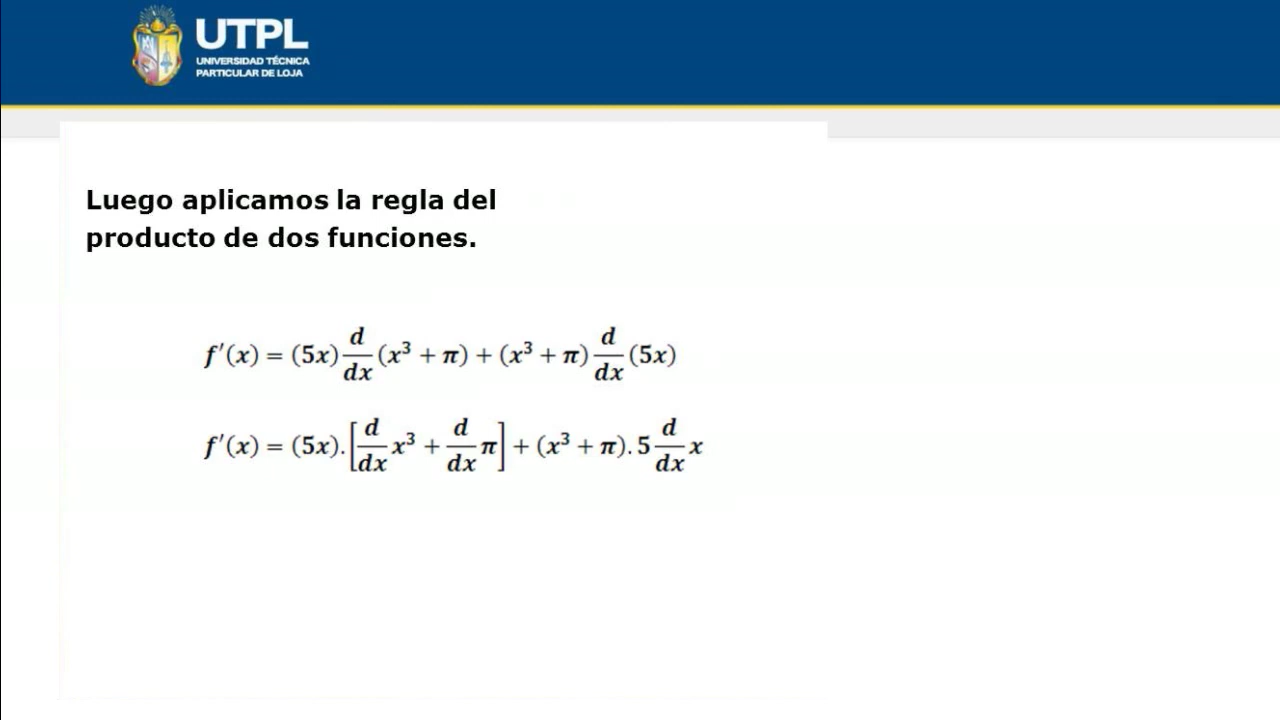 UTPL
UNIVERSIDAD TÉCNICA
PARTICULAR DE LOJA
Luego aplicamos la regla del
producto de dos funciones.
f′(x) = (5x) d/dx (x³ + π) + (x³ + π) d/dx (5x)
f′(x) = (5x). [d/dx x³ + d/dx π] + (x³ + π). 5 d/dx x